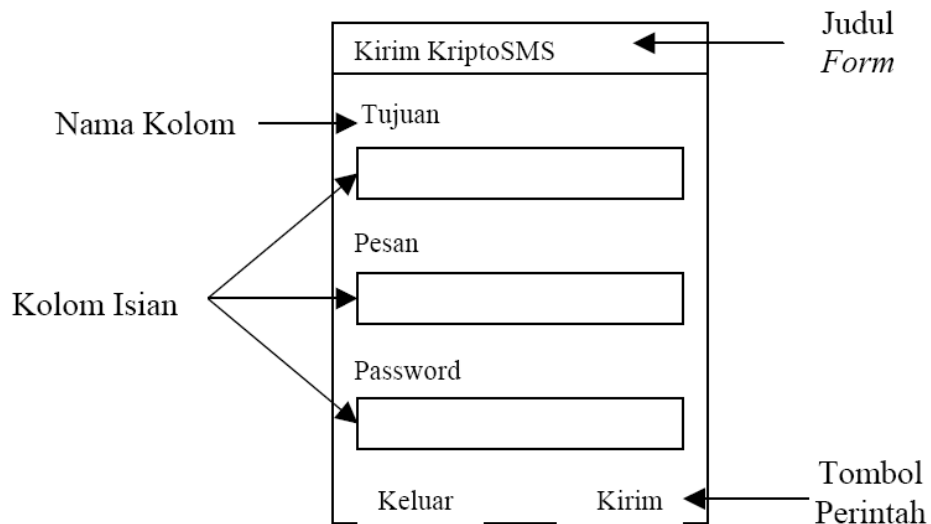 Judul
Form
Kirim KriptoSMS
Nama Kolom
Tujuan
Pesan
Kolom Isian
Password
Keluar
Kirim
Tombol
Perintah